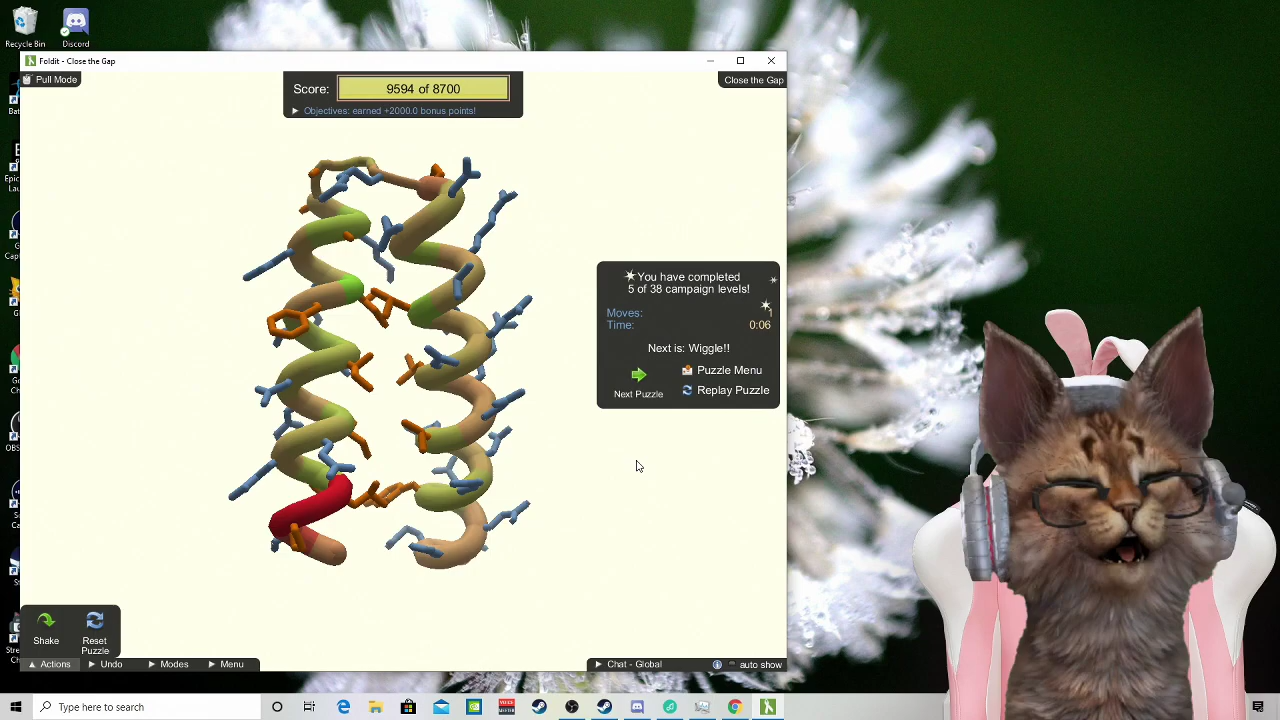 Recycle Bin
Discord
Foldit - Close the Gap
Pull Mode
Score:
9594 of 8700
Objectives: earned +2000.0 bonus points!
Close the Gap
You have completed
5 of 38 campaign levels!
Moves: 1
Time: 0:06
Next is: Wiggle!!
Next Puzzle
Puzzle Menu
Replay Puzzle
Shake
Reset
Puzzle
Actions
Undo
Modes
Menu
Chat - Global
auto show
Type here to search